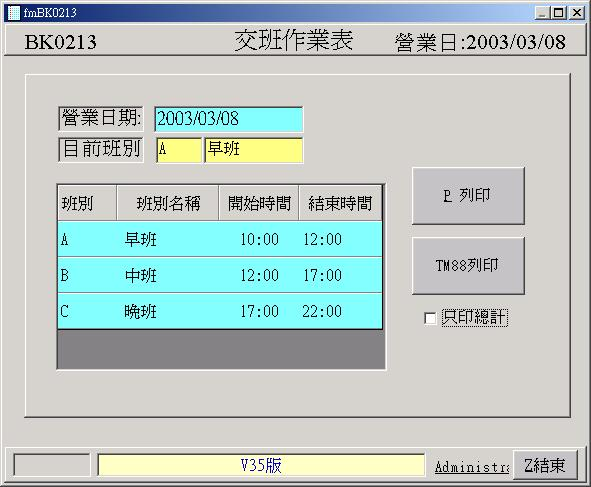 fmBK0213
BK0213 交班作業表 營業日:2003/03/08
營業日期: 2003/03/08
目前班別 A 早班
班別 班別名稱 開始時間 結束時間
A 早班 10:00 12:00
B 中班 12:00 17:00
C 晚班 17:00 22:00
P 列印
TM88列印
只印總計
V35版 Administra Z結束